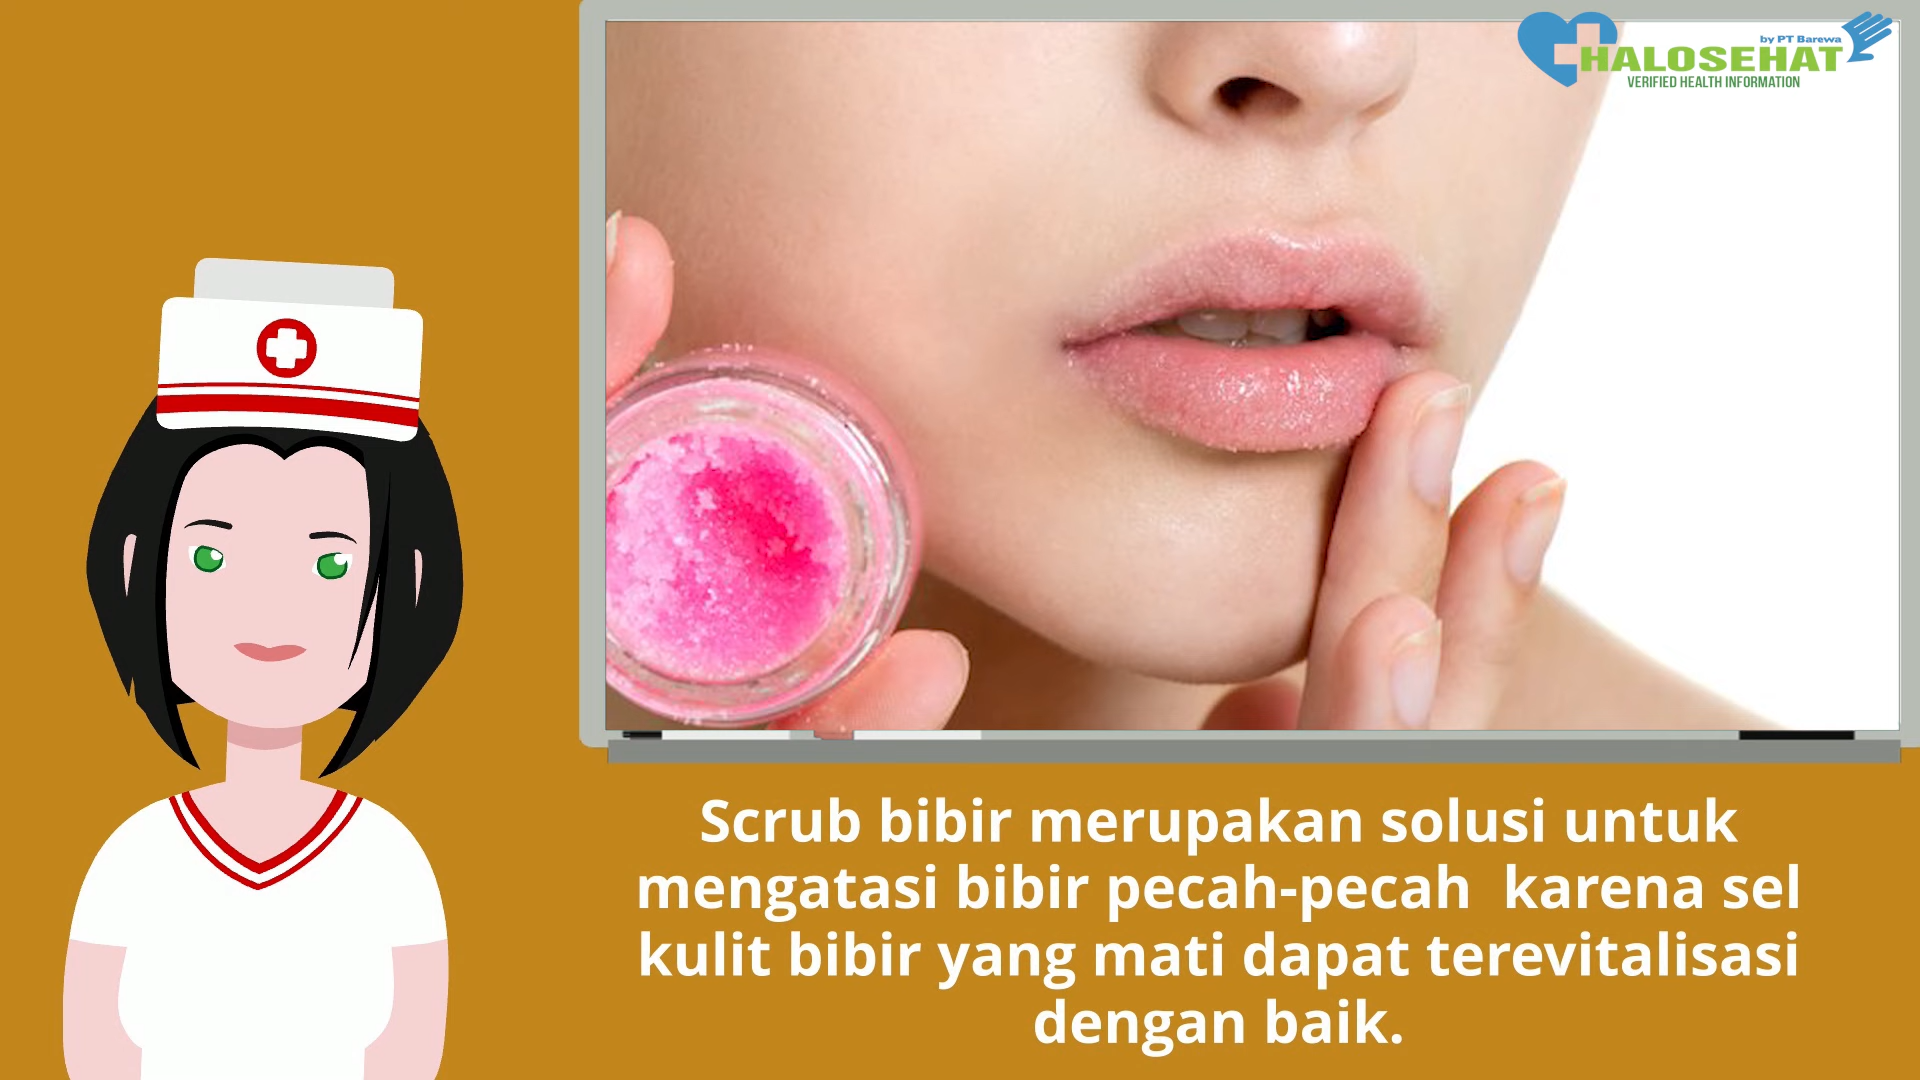 by PT Barewa
HALOSEHAT
VERIFIED HEALTH INFORMATION
Scrub bibir merupakan solusi untuk
mengatasi bibir pecah-pecah  karena sel
kulit bibir yang mati dapat terevitalisasi
dengan baik.